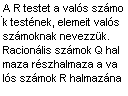 A R testet a valós számo
k testének, elemeit valós
számoknak nevezzük.
Racionális számok Q hal
maza részhalmaza a va
lós számok R halmazána